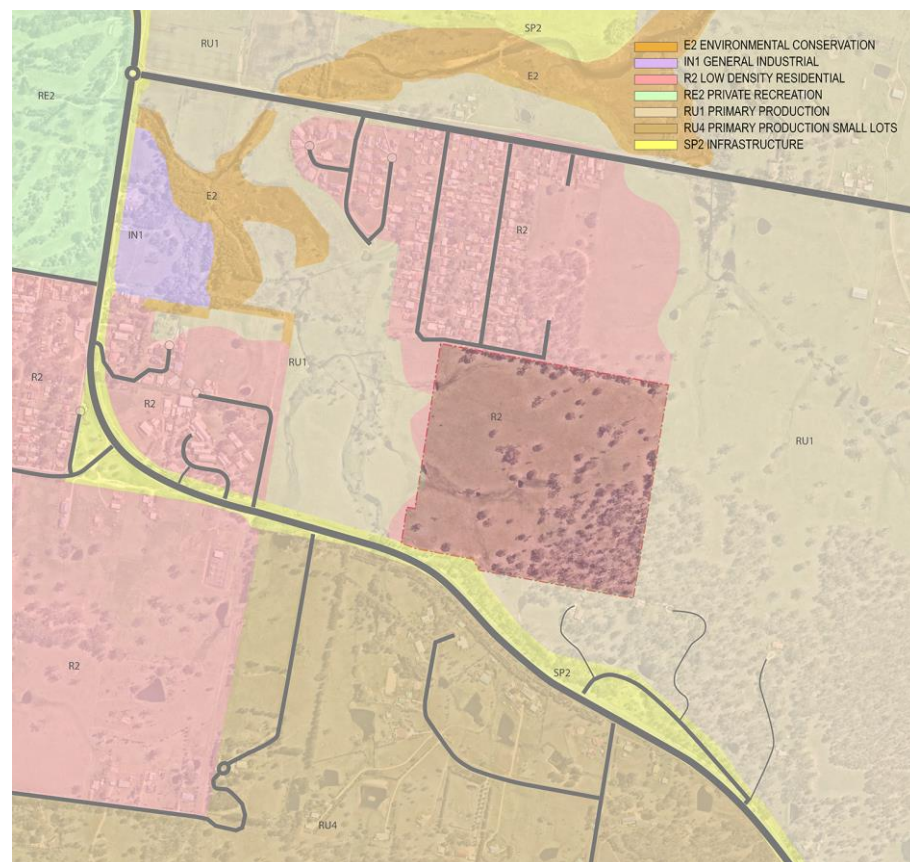 SP2
RU1
E2 ENVIRONMENTAL CONSERVATION
IN1 GENERAL INDUSTRIAL
R2 LOW DENSITY RESIDENTIAL
RE2 PRIVATE RECREATION
RU1 PRIMARY PRODUCTION
RU4 PRIMARY PRODUCTION SMALL LOTS
SP2 INFRASTRUCTURE
E2
RE2
E2
R2
IN1
RU1
R2
R2
R2
RU1
R2
SP2
RU4